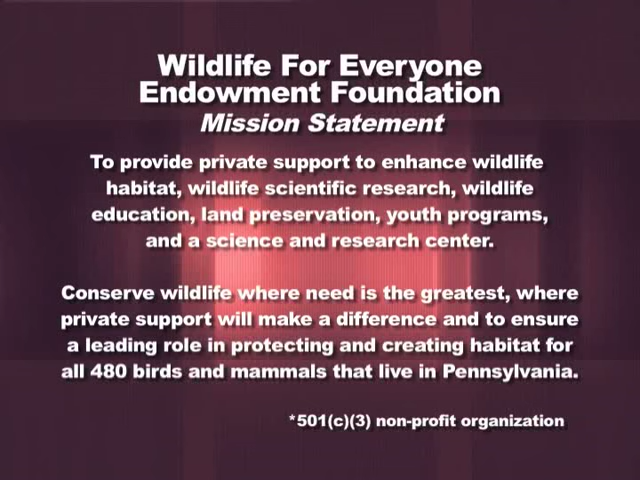 Wildlife For Everyone
Endowment Foundation
Mission Statement
To provide private support to enhance wildlife
habitat, wildlife scientific research, wildlife
education, land preservation, youth programs,
and a science and research center.
Conserve wildlife where need is the greatest, where
private support will make a difference and to ensure
a leading role in protecting and creating habitat for
all 480 birds and mammals that live in Pennsylvania.
*501(c)(3) non-profit organization